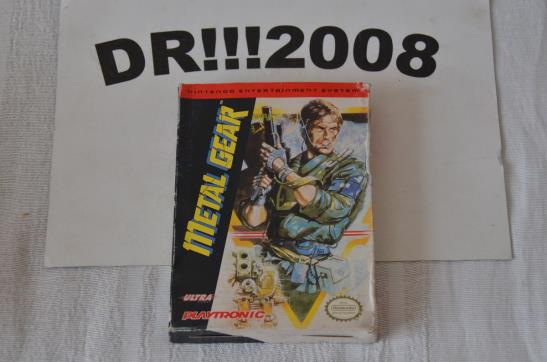 DR!!!2008
NINTENDO ENTERTAINMENT SYSTEM
METAL GEAR
ULTRA
PLAYTRONIC